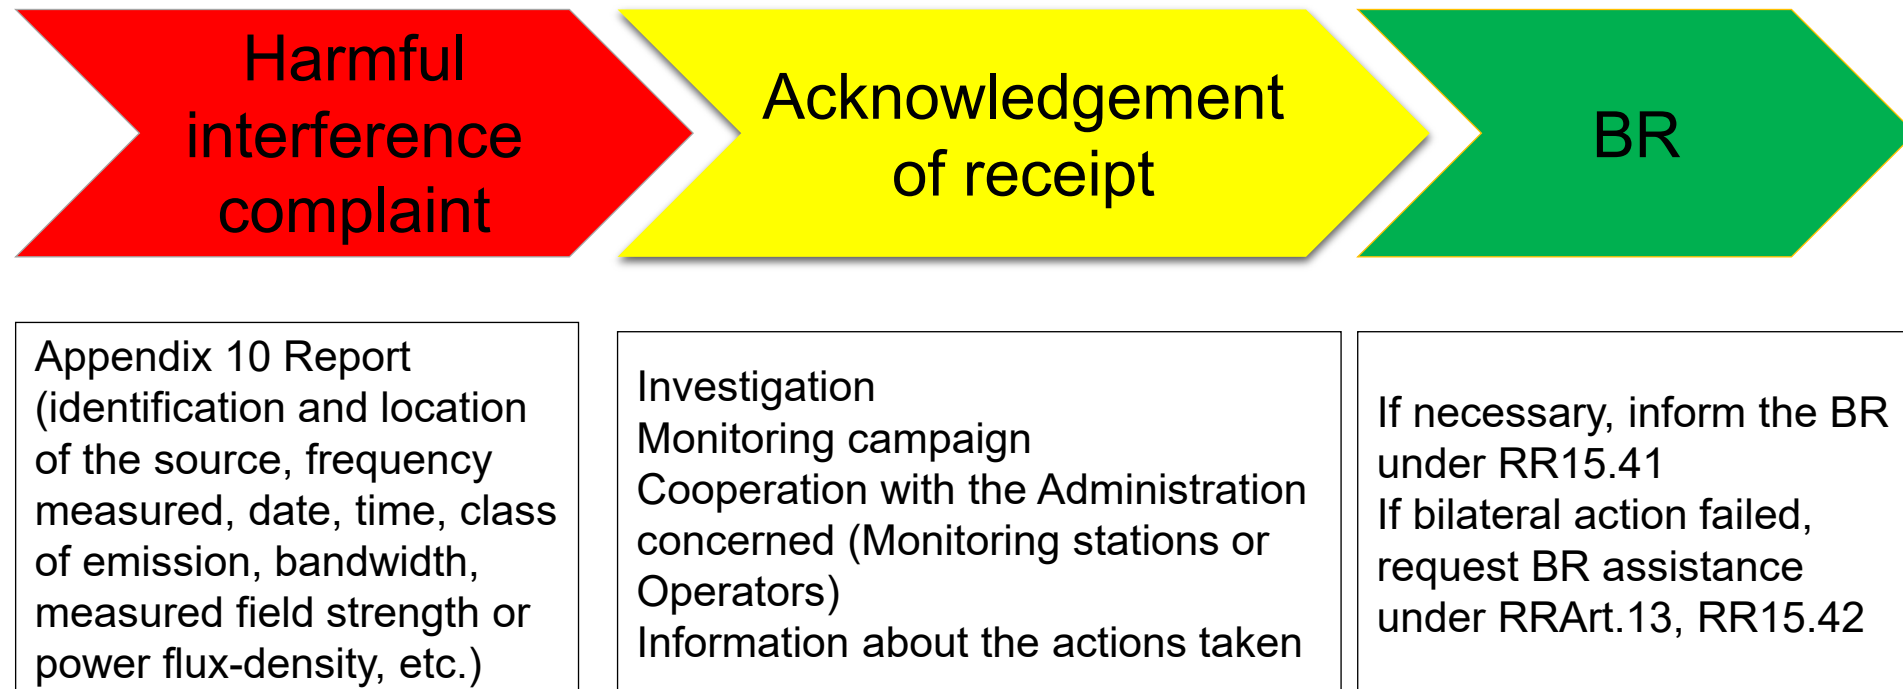 Harmful
interference
complaint
Acknowledgement
of receipt
BR
Appendix 10 Report
(identification and location
of the source, frequency
measured, date, time, class
of emission, bandwidth,
measured field strength or
power flux-density, etc.)
Investigation
Monitoring campaign
Cooperation with the Administration
concerned (Monitoring stations or
Operators)
Information about the actions taken
If necessary, inform the BR
under RR15.41
If bilateral action failed,
request BR assistance
under RRArt.13, RR15.42